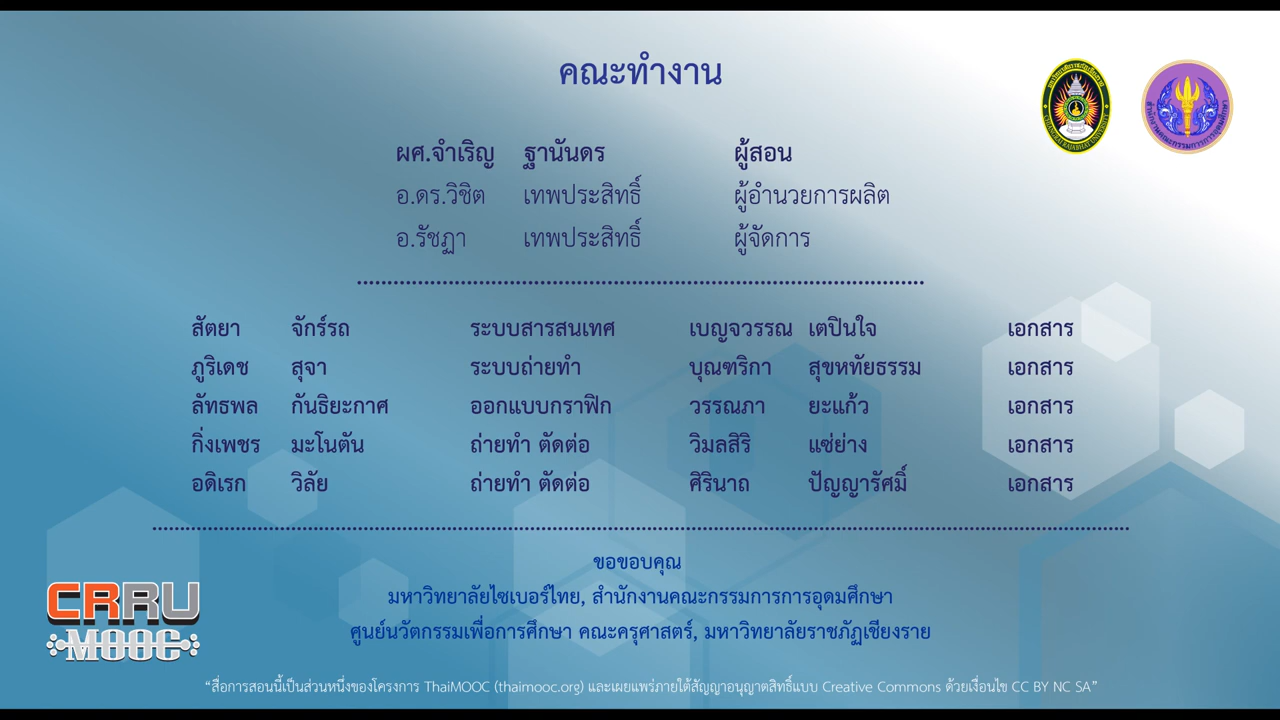 คณะทำงาน
ผศ.จำเริญ ฐานันดร ผู้สอน
อ.ดร.วิชิต เทพประสิทธิ์ ผู้อำนวยการผลิต
อ.รัชฎา เทพประสิทธิ์ ผู้จัดการ
สัตยา จักร์รถ ระบบสารสนเทศ เบญจวรรณ เตปินใจ เอกสาร
ภูริเดช สุจา ระบบถ่ายทำ บุณฑริกา สุขหทัยธรรม เอกสาร
ลัทธพล กันธิยะกาศ ออกแบบกราฟิก วรรณภา ยะแก้ว เอกสาร
กิ่งเพชร มะโนตัน ถ่ายทำ ตัดต่อ วิมลสิริ แซ่ย่าง เอกสาร
อดิเรก วิลัย ถ่ายทำ ตัดต่อ ศิรินาถ ปัญญารัศมิ์ เอกสาร
ขอขอบคุณ
มหาวิทยาลัยไซเบอร์ไทย, สำนักงานคณะกรรมการการอุดมศึกษา
ศูนย์นวัตกรรมเพื่อการศึกษา คณะครุศาสตร์, มหาวิทยาลัยราชภัฏเชียงราย
CRRU
MOOC
“สื่อการสอนนี้เป็นส่วนหนึ่งของโครงการ ThaiMOOC (thaimooc.org) และเผยแพร่ภายใต้สัญญาอนุญาตสิทธิ์แบบ Creative Commons ด้วยเงื่อนไข CC BY NC SA”